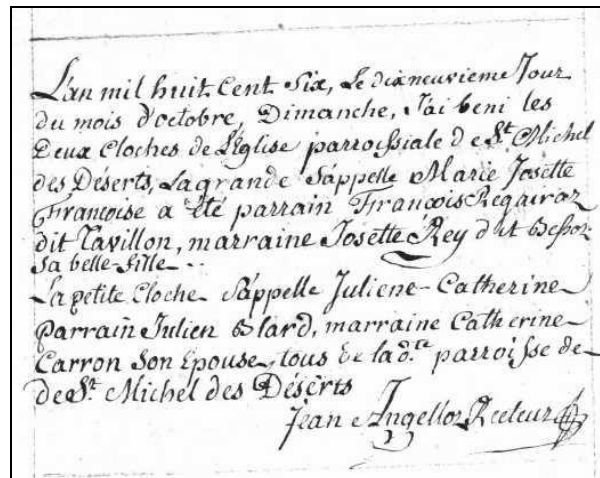 L'an mil huit Cent Six, Le dixneuvieme Jour
du mois d'octobre, Dimanche, J'ai beni les
Deux Cloches de L'Eglise parroissiale de St. Michel
des Déserts, La grande S'appelle Marie Josette
Francoise a été parrain François Regairaz
dit Tavillon, marraine Josette Rey
Sa belle-fille
La petite Cloche S'appelle Juliene-Catherine
Parrain Julien Blard, marraine Catherine
Carron Son Epouse, tous de la d.te parroisse de
de St. Michel des Déserts
Jean Ingelloz Recteur